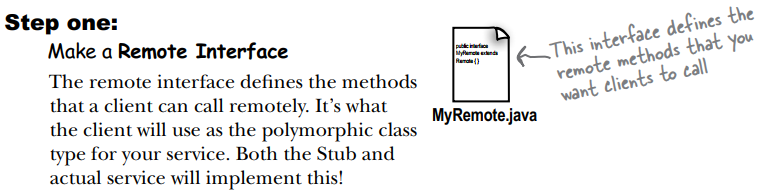 Step one:
Make a Remote Interface
The remote interface defines the methods
that a client can call remotely. It’s what
the client will use as the polymorphic class
type for your service. Both the Stub and
actual service will implement this!
public interface
MyRemote extends
Remote { }
MyRemote.java
This interface defines the
remote methods that you
want clients to call